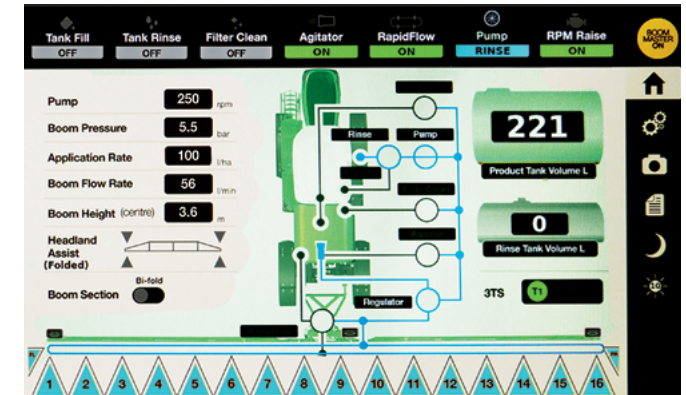 Tank Fill
OFF
Tank Rinse
OFF
Filter Clean
OFF
Agitator
ON
RapidFlow
ON
Pump
RINSE
RPM Raise
ON
BOOM
MASTER
ON
Pump 250 rpm
Boom Pressure 5.5 bar
Application Rate 100 l/ha
Boom Flow Rate 56 l/min
Boom Height (centre) 3.6 m
Headland
Assist
(Folded)
Bi-fold
Boom Section
Rinse
Pump
Regulator
221
Product Tank Volume L
0
Rinse Tank Volume L
3TS T1
1 2 3 4 5 6 7 8 9 10 11 12 13 14 15 16